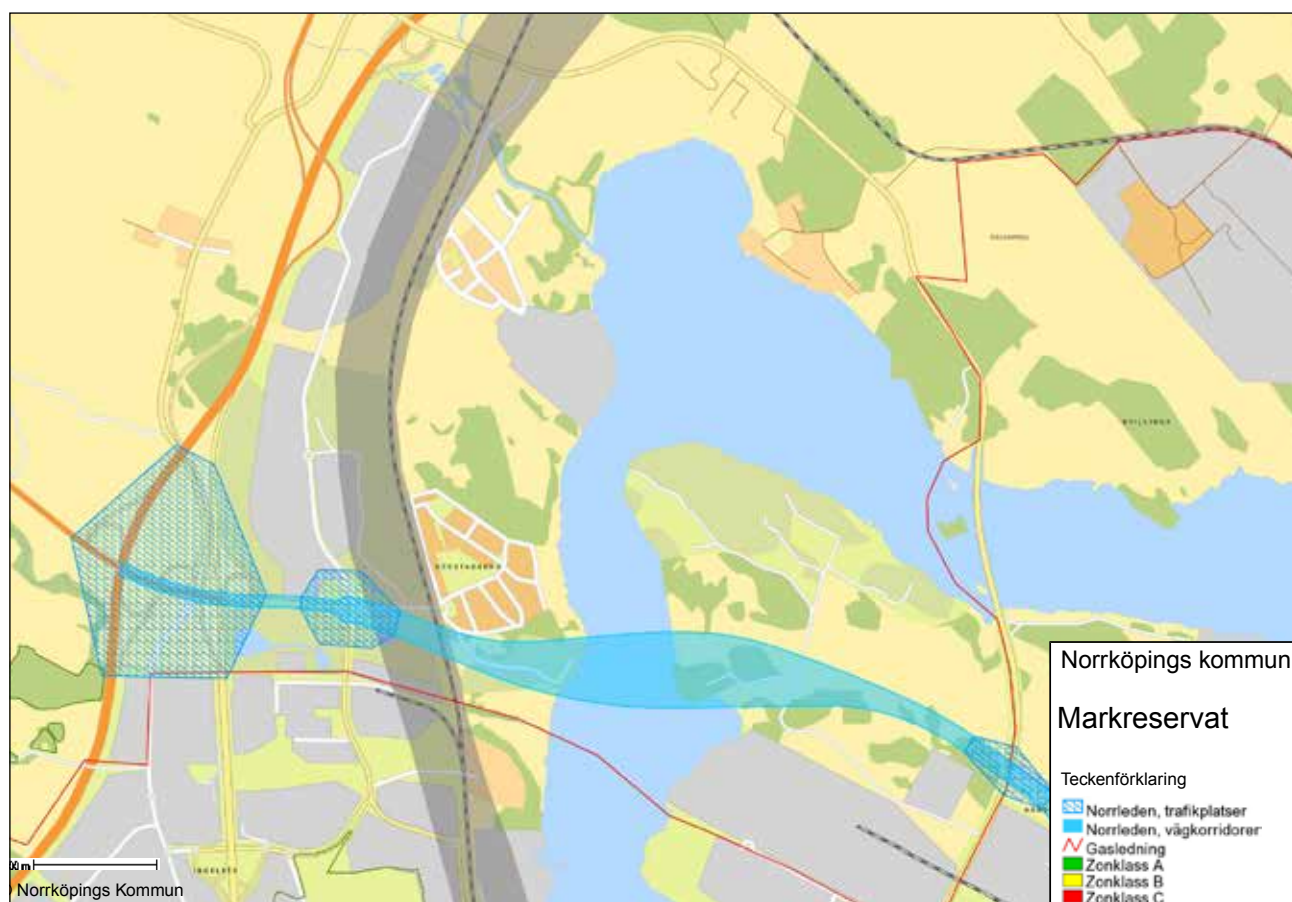 Norrköpings kommun
Markreservat
Teckenförklaring
Norrleden, trafikplatser
Norrleden, vägkorridorer
Gasledning
Zonklass A
Zonklass B
Zonklass C
Norrköpings Kommun